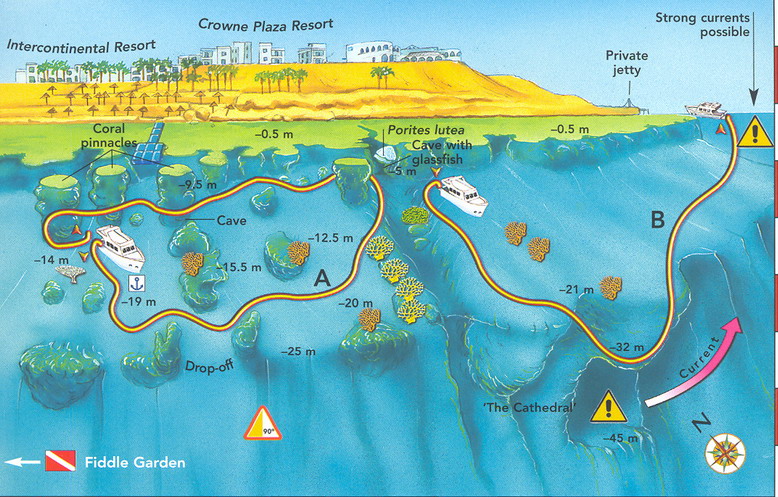 Crowne Plaza Resort
Strong currents
possible
Intercontinental Resort
Private
jetty
Coral
pinnacles
–0.5 m
Porites lutea
–0.5 m
Cave with
glassfish
–5 m
–9,5 m
Cave
B
–12.5 m
–14 m
–15.5 m
A
–21 m
–19 m
–20 m
–32 m
–25 m
Drop-off
Current
'The Cathedral'
N
90°
–45 m
Fiddle Garden